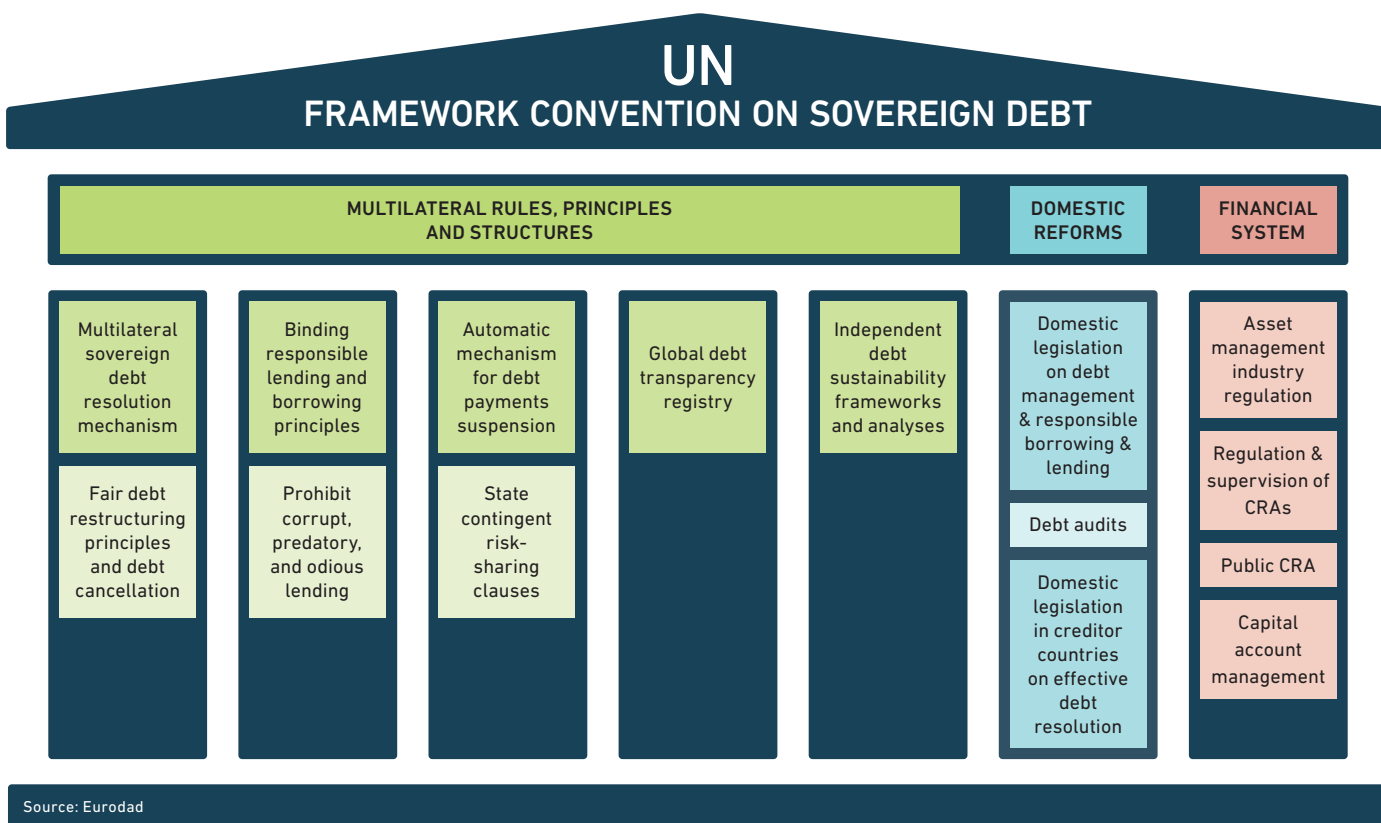 UN
FRAMEWORK CONVENTION ON SOVEREIGN DEBT
MULTILATERAL RULES, PRINCIPLES
AND STRUCTURES
DOMESTIC
REFORMS
FINANCIAL
SYSTEM
Multilateral
sovereign
debt
resolution
mechanism
Fair debt
restructuring
principles
and debt
cancellation
Binding
responsible
lending and
borrowing
principles
Prohibit
corrupt,
predatory,
and odious
lending
Automatic
mechanism
for debt
payments
suspension
State
contingent
risk-
sharing
clauses
Global debt
transparency
registry
Independent
debt
sustainability
frameworks
and analyses
Domestic
legislation
on debt
management
& responsible
borrowing &
lending
Debt audits
Domestic
legislation
in creditor
countries
on effective
debt
resolution
Asset
management
industry
regulation
Regulation &
supervision of
CRAs
Public CRA
Capital
account
management
Source: Eurodad